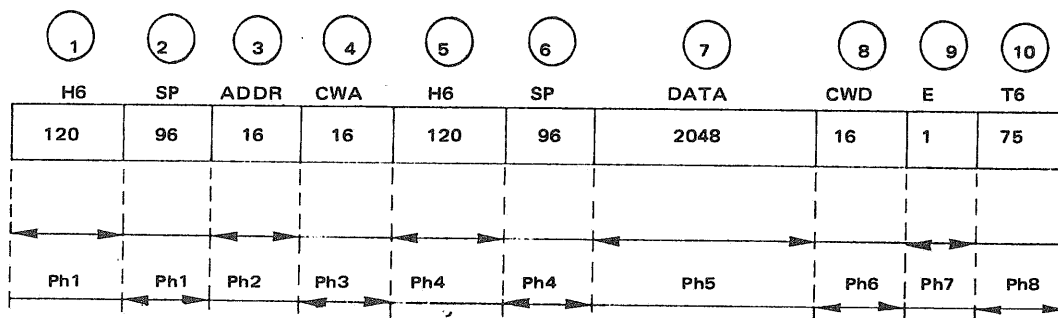 1 2 3 4 5 6 7 8 9 10
H6 SP ADDR CWA H6 SP DATA CWD E T6
120 96 16 16 120 96 2048 16 1 75
Ph1 Ph1 Ph2 Ph3 Ph4 Ph4 Ph5 Ph6 Ph7 Ph8